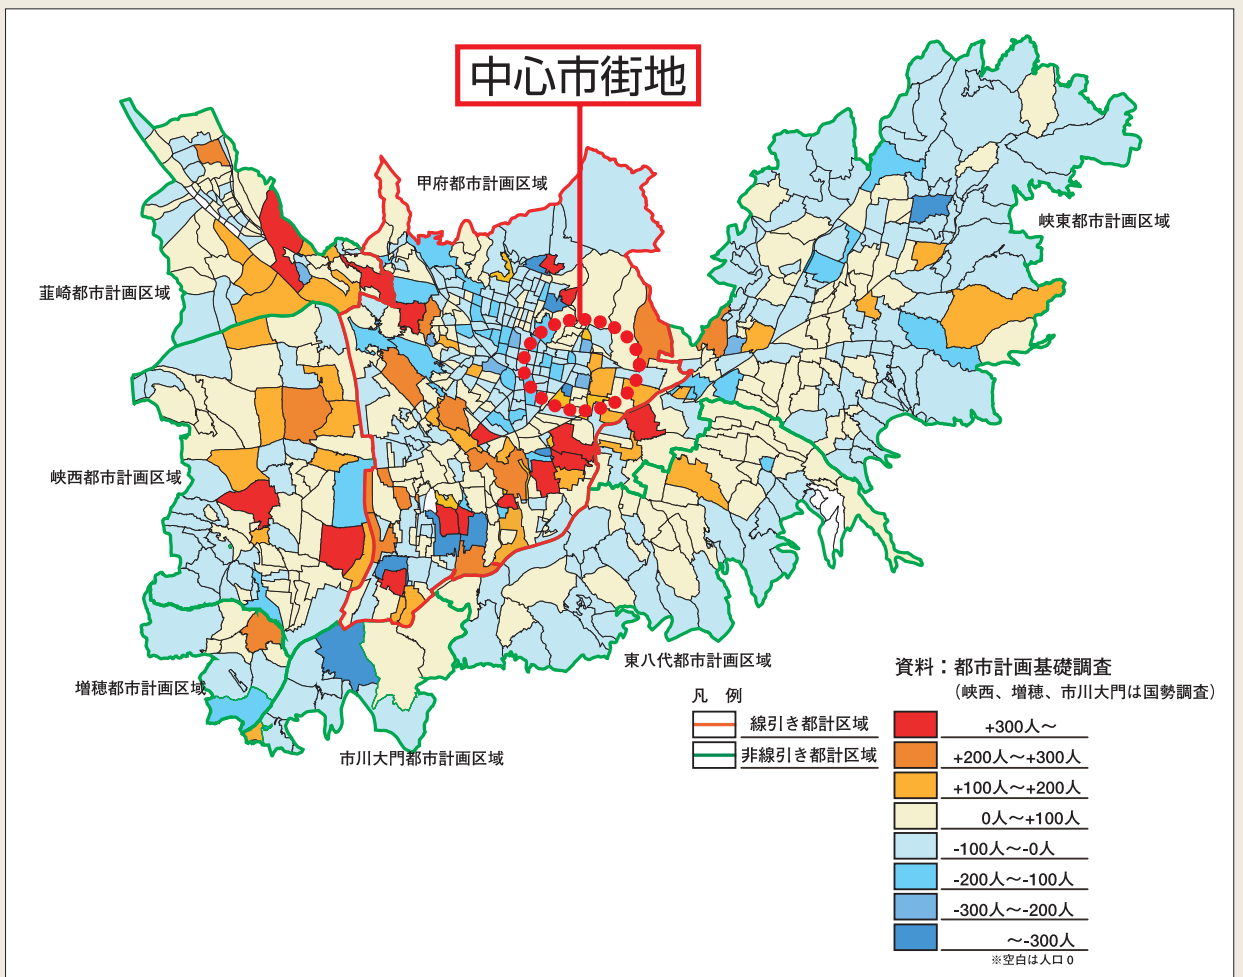 中心市街地
甲府都市計画区域
峡東都市計画区域
韮崎都市計画区域
峡西都市計画区域
東八代都市計画区域
増穂都市計画区域
市川大門都市計画区域
凡 例
線引き都計区域
非線引き都計区域
資料：都市計画基礎調査
（峡西、増穂、市川大門は国勢調査）
+300人～
+200人～+300人
+100人～+200人
0人～+100人
-100人～-0人
-200人～-100人
-300人～-200人
～-300人
※空白は人口0